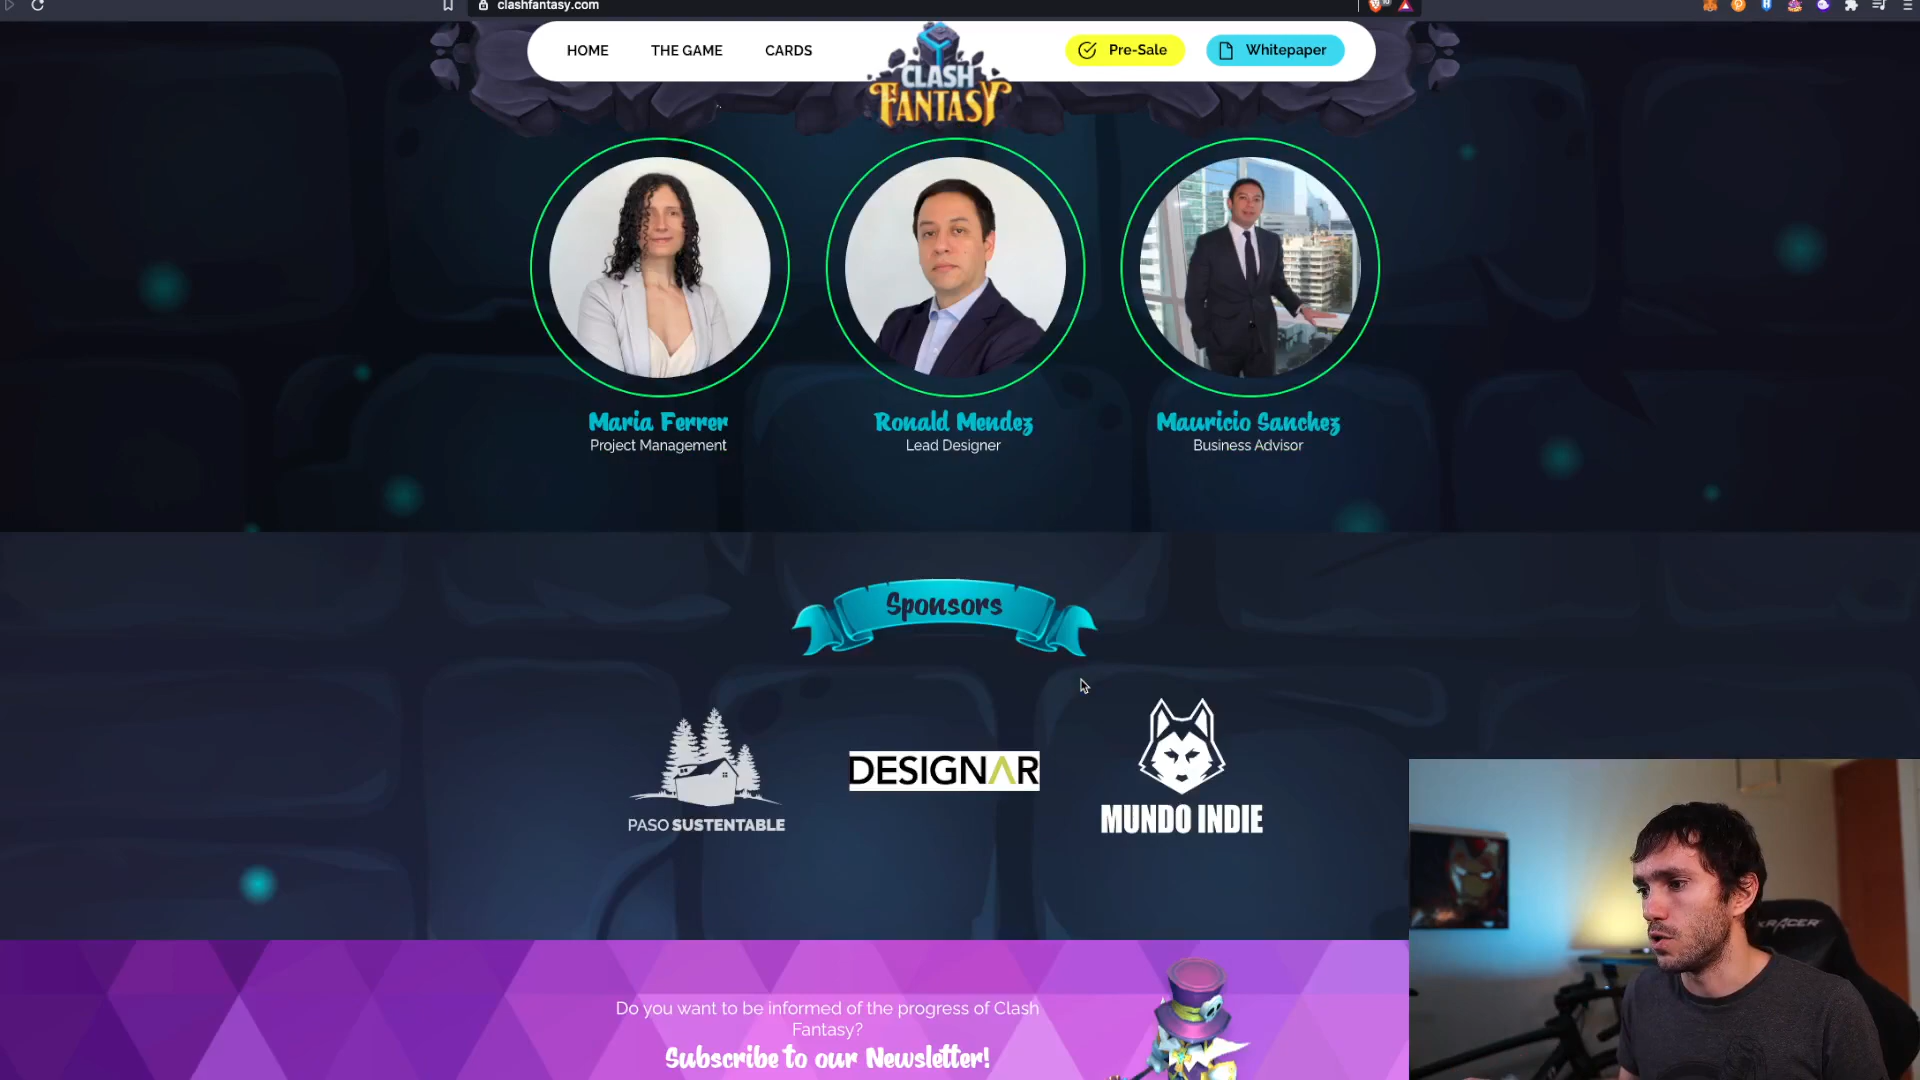 clashfantasy.com
HOME
THE GAME
CARDS
CLASH
FANTASY
Pre-Sale
Whitepaper
Maria Ferrer
Project Management
Ronald Mendez
Lead Designer
Mauricio Sanchez
Business Advisor
Sponsors
PASO SUSTENTABLE
DESIGNAR
MUNDO INDIE
XRACER
Do you want to be informed of the progress of Clash
Fantasy?
Subscribe to our Newsletter!